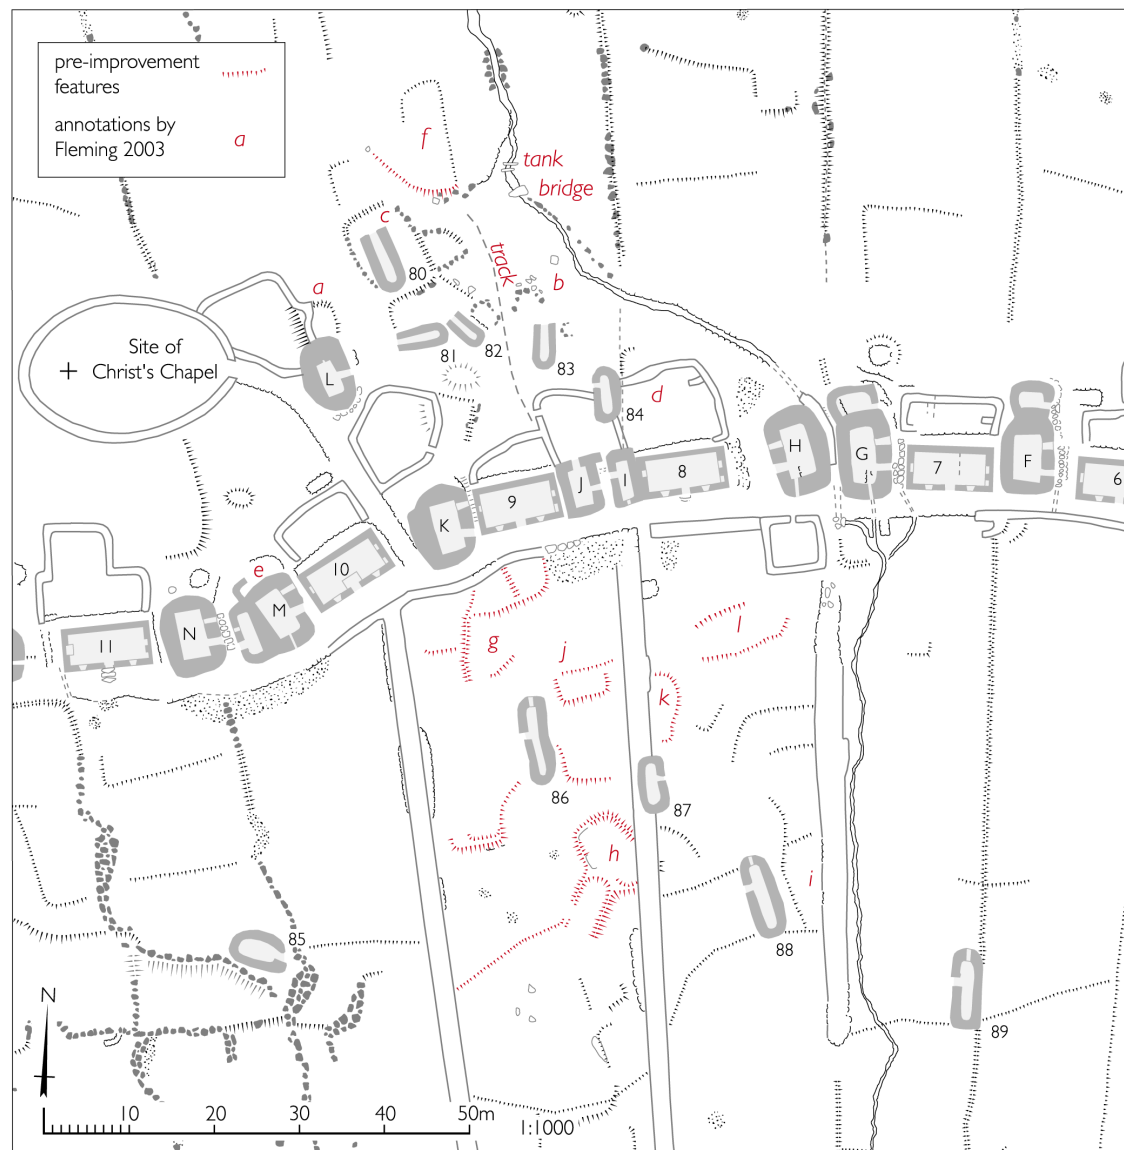 pre-improvement
features
annotations by
Fleming 2003
a
f
tank
bridge
c
track
80
b
a
Site of
Christ's Chapel
81
82
83
L
d
84
H
G
7
F
6
8
I
J
9
K
10
e
M
N
11
g
j
l
k
86
87
h
i
88
85
89
N
10
20
30
40
50m
1:1000